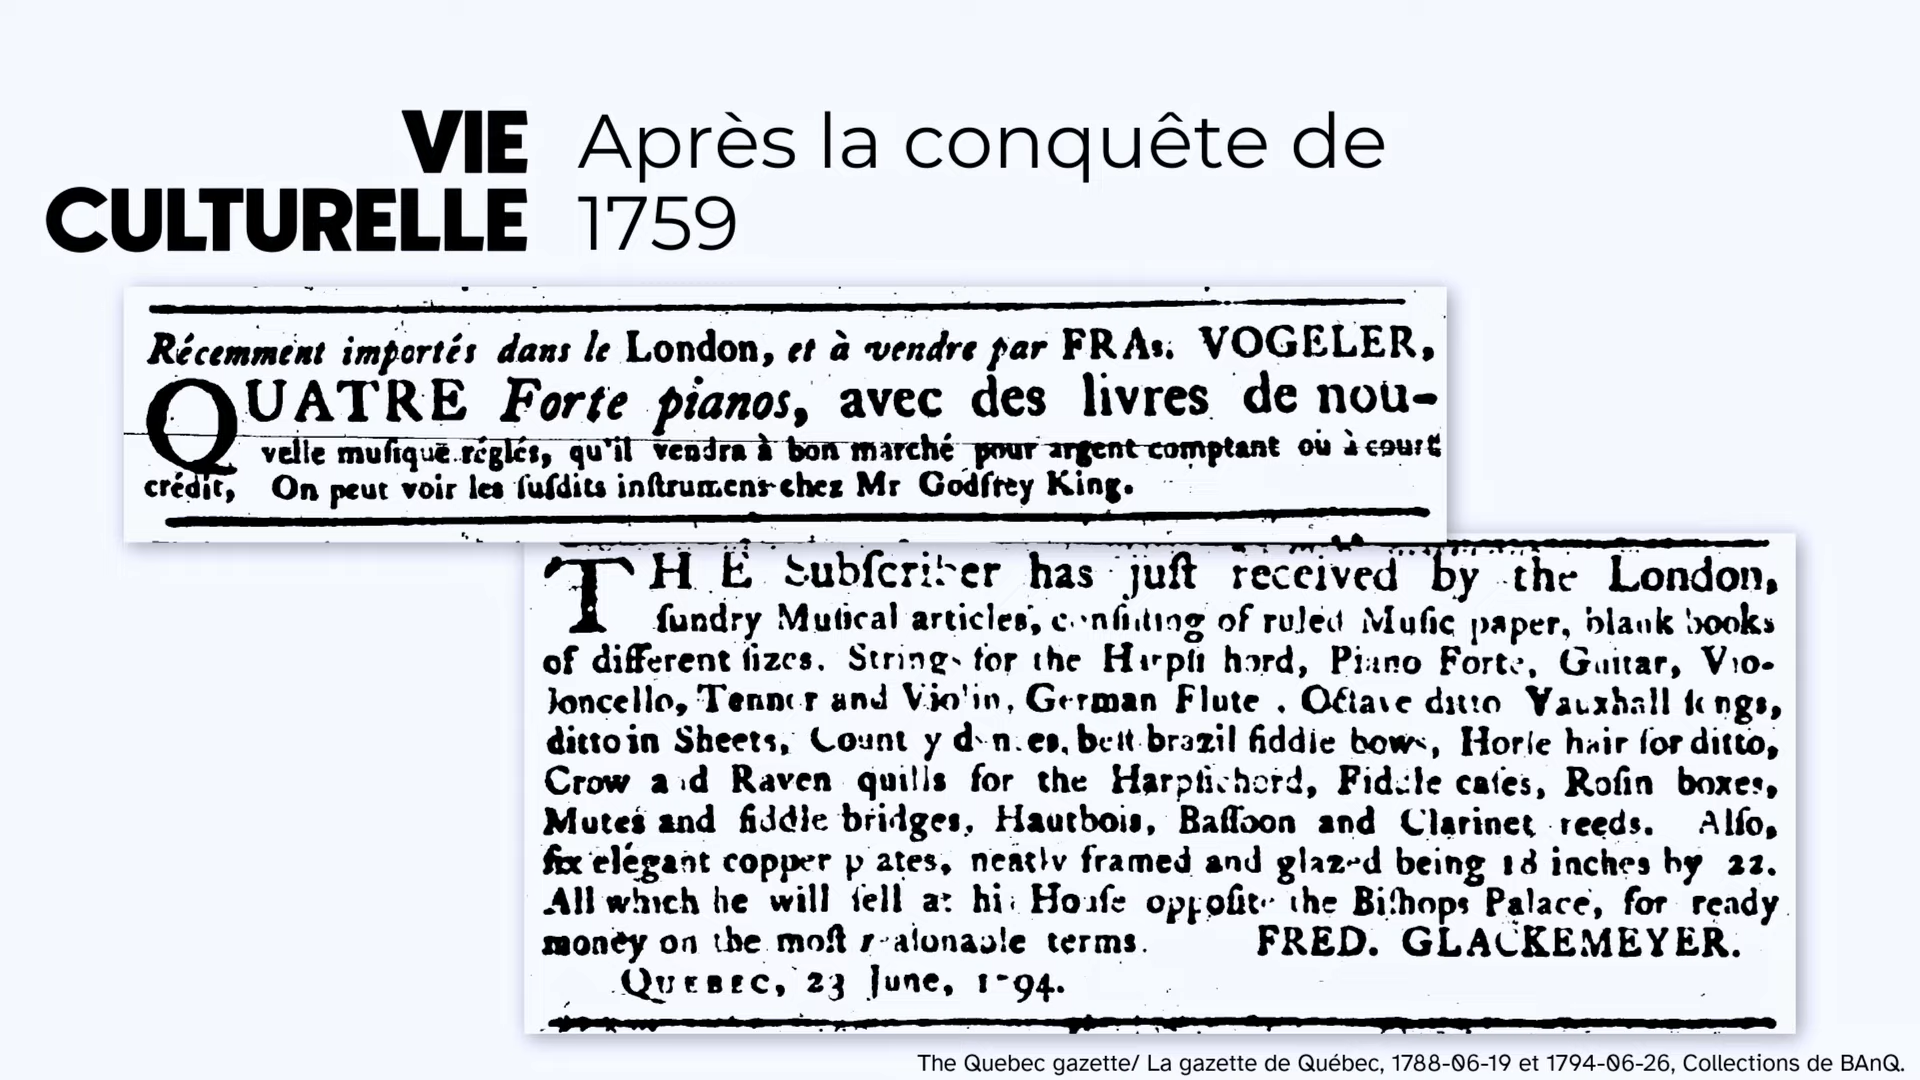 VIE
CULTURELLE
Après la conquête de
1759
Récemment importés dans le London, et à vendre par FRAs. VOGELER,
QUATRE Forte pianos, avec des livres de nou-
velle muſique réglés, qu'il vendra à bon marché pour argent comptant ou à court
crédit, On peut voir les ſuſdits inſtrumens chez Mr Godfrey King.
THE Subſcriber has juſt received by the London,
ſundry Muſical articles, conſiſting of ruled Muſic paper, blank books
of different ſizes. Strings for the Harpſichord, Piano Forte, Guitar, Vio-
loncello, Tennor and Violin, German Flute. Octave ditto Vauxhall ſongs,
ditto in Sheets, Country dances, beſt brazil fiddle bows, Horſe hair for ditto,
Crow and Raven quills for the Harpſichord, Fiddle caſes, Roſin boxes,
Mutes and fiddle bridges, Hautbois, Baſſoon and Clarinet reeds. Alſo,
ſix elégant copper plates, neatly framed and glazed being 18 inches by 22.
All which he will ſell at his Houſe oppoſite the Biſhops Palace, for ready
money on the moſt reaſonable terms. FRED. GLACKEMEYER.
QUEBEC, 23 June, 1794.
The Quebec gazette/ La gazette de Québec, 1788-06-19 et 1794-06-26, Collections de BAnQ.